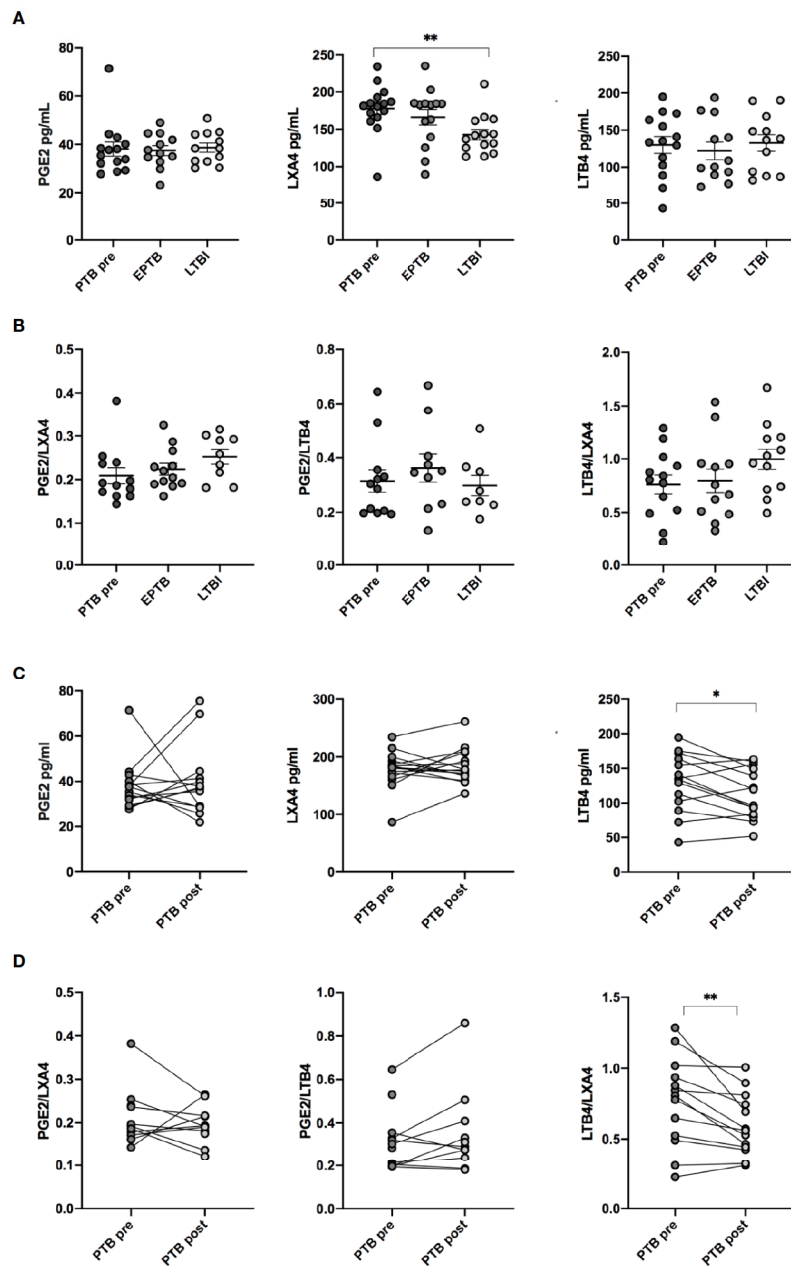 A
PGE2 pg/mL
80
60
40
20
0
PTB pre
EPTB
LTBI
LXA4 pg/mL
250
200
150
100
50
0
**
PTB pre
EPTB
LTBI
LTB4 pg/mL
250
200
150
100
50
0
PTB pre
EPTB
LTBI
B
PGE2/LXA4
0.5
0.4
0.3
0.2
0.1
0.0
PTB pre
EPTB
LTBI
PGE2/LTB4
0.8
0.6
0.4
0.2
0.0
PTB pre
EPTB
LTBI
LTB4/LXA4
2.0
1.5
1.0
0.5
0.0
PTB pre
EPTB
LTBI
C
PGE2 pg/ml
80
60
40
20
0
PTB pre
PTB post
LXA4 pg/ml
300
200
100
0
PTB pre
PTB post
LTB4 pg/ml
250
200
150
100
50
0
*
PTB pre
PTB post
D
PGE2/LXA4
0.5
0.4
0.3
0.2
0.1
0.0
PTB pre
PTB post
PGE2/LTB4
1.0
0.8
0.6
0.4
0.2
0.0
PTB pre
PTB post
LTB4/LXA4
1.5
1.0
0.5
0.0
**
PTB pre
PTB post